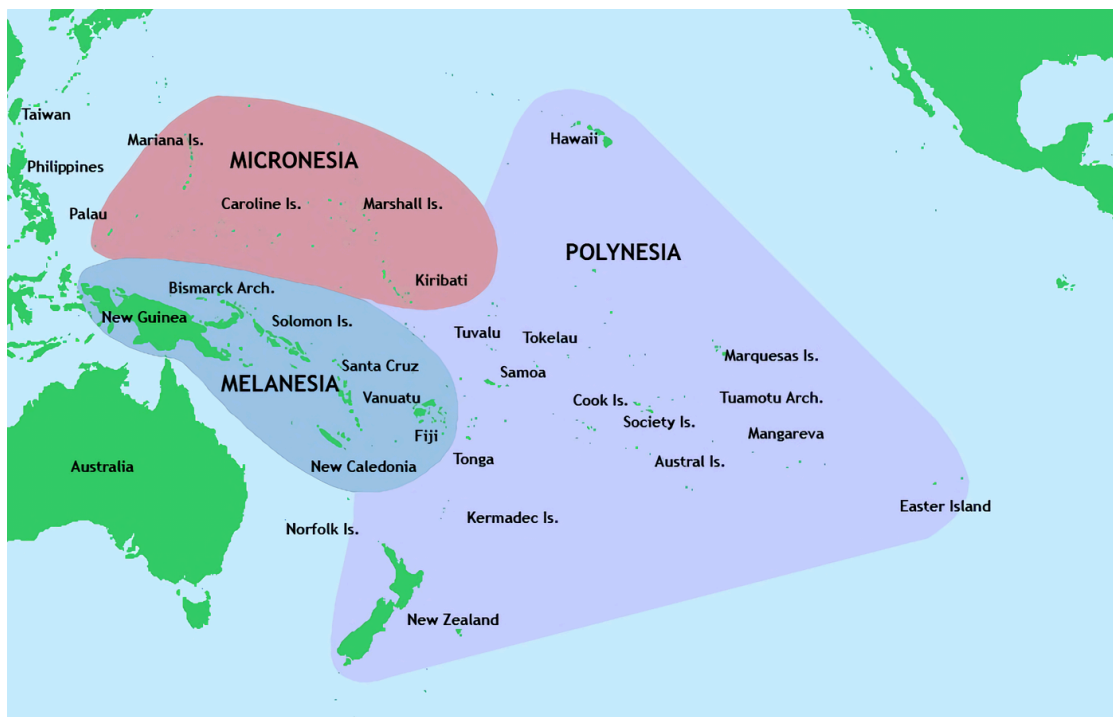 Taiwan
Mariana Is.
Hawaii
MICRONESIA
Philippines
Caroline Is.
Marshall Is.
Palau
POLYNESIA
Kiribati
Bismarck Arch.
New Guinea
Solomon Is.
Tuvalu
Tokelau
Marquesas Is.
Santa Cruz
Samoa
MELANESIA
Vanuatu
Cook Is.
Tuamotu Arch.
Society Is.
Fiji
Mangareva
Tonga
Austral Is.
Australia
New Caledonia
Easter Island
Kermadec Is.
Norfolk Is.
New Zealand